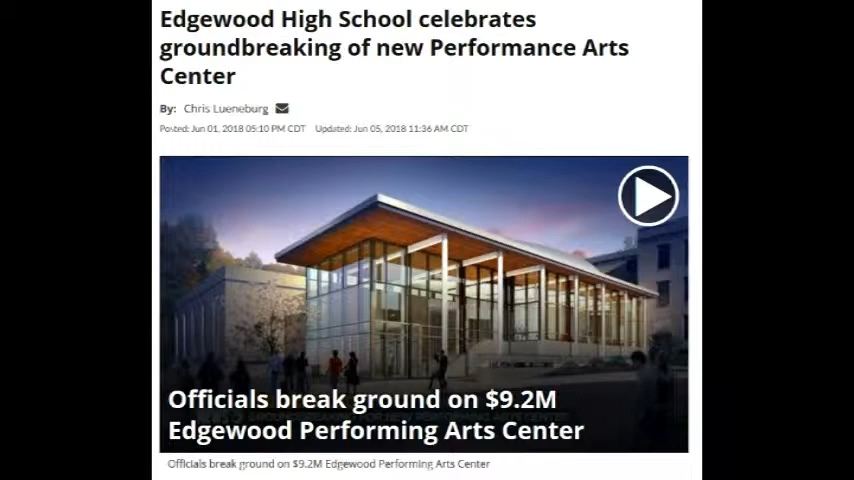 Edgewood High School celebrates
groundbreaking of new Performance Arts
Center
By: Chris Lueneburg
Posted: Jun 01, 2018 05:10 PM CDT Updated: Jun 05, 2018 11:36 AM CDT
Officials break ground on $9.2M
Edgewood Performing Arts Center
Officials break ground on $9.2M Edgewood Performing Arts Center